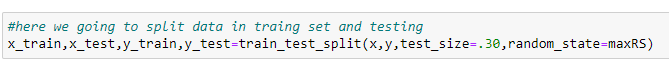 #here we going to split data in traing set and testing
x_train,x_test,y_train,y_test=train_test_split(x,y,test_size=.30,random_state=maxRS)